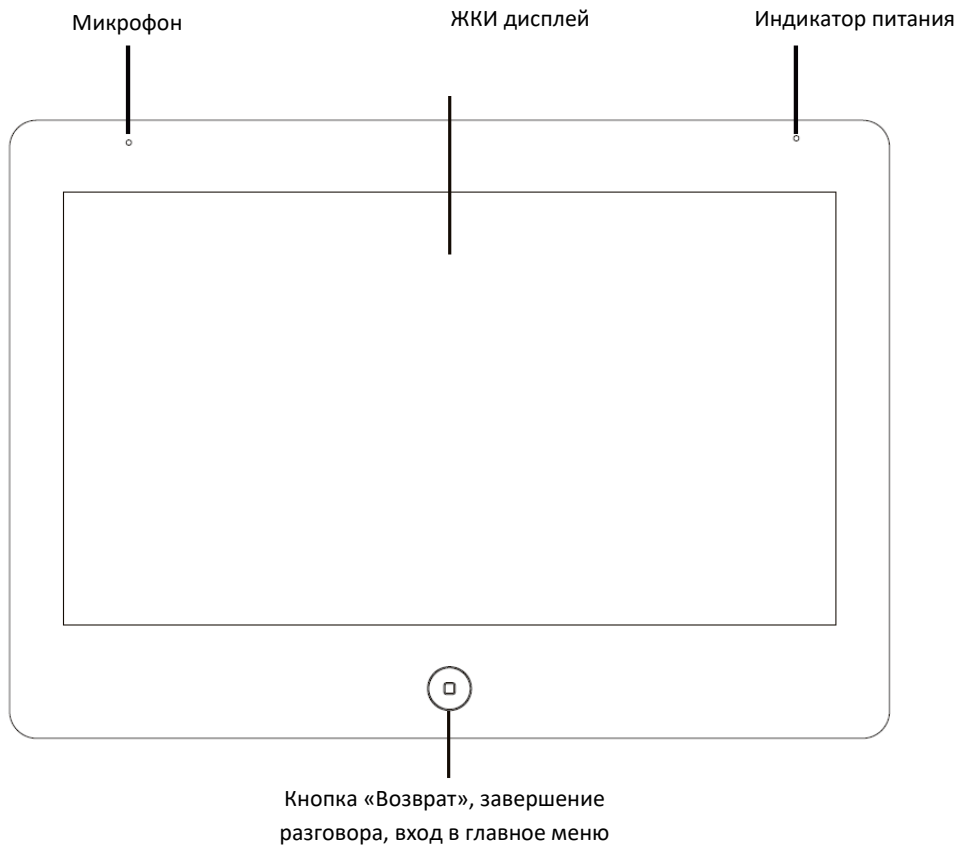 Микрофон
ЖКИ дисплей
Индикатор питания
Кнопка «Возврат», завершение
разговора, вход в главное меню